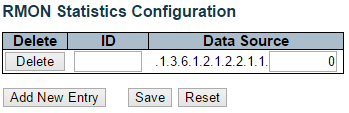 RMON Statistics Configuration
Delete ID Data Source
Delete .1.3.6.1.2.1.2.2.1.1. 0
Add New Entry Save Reset